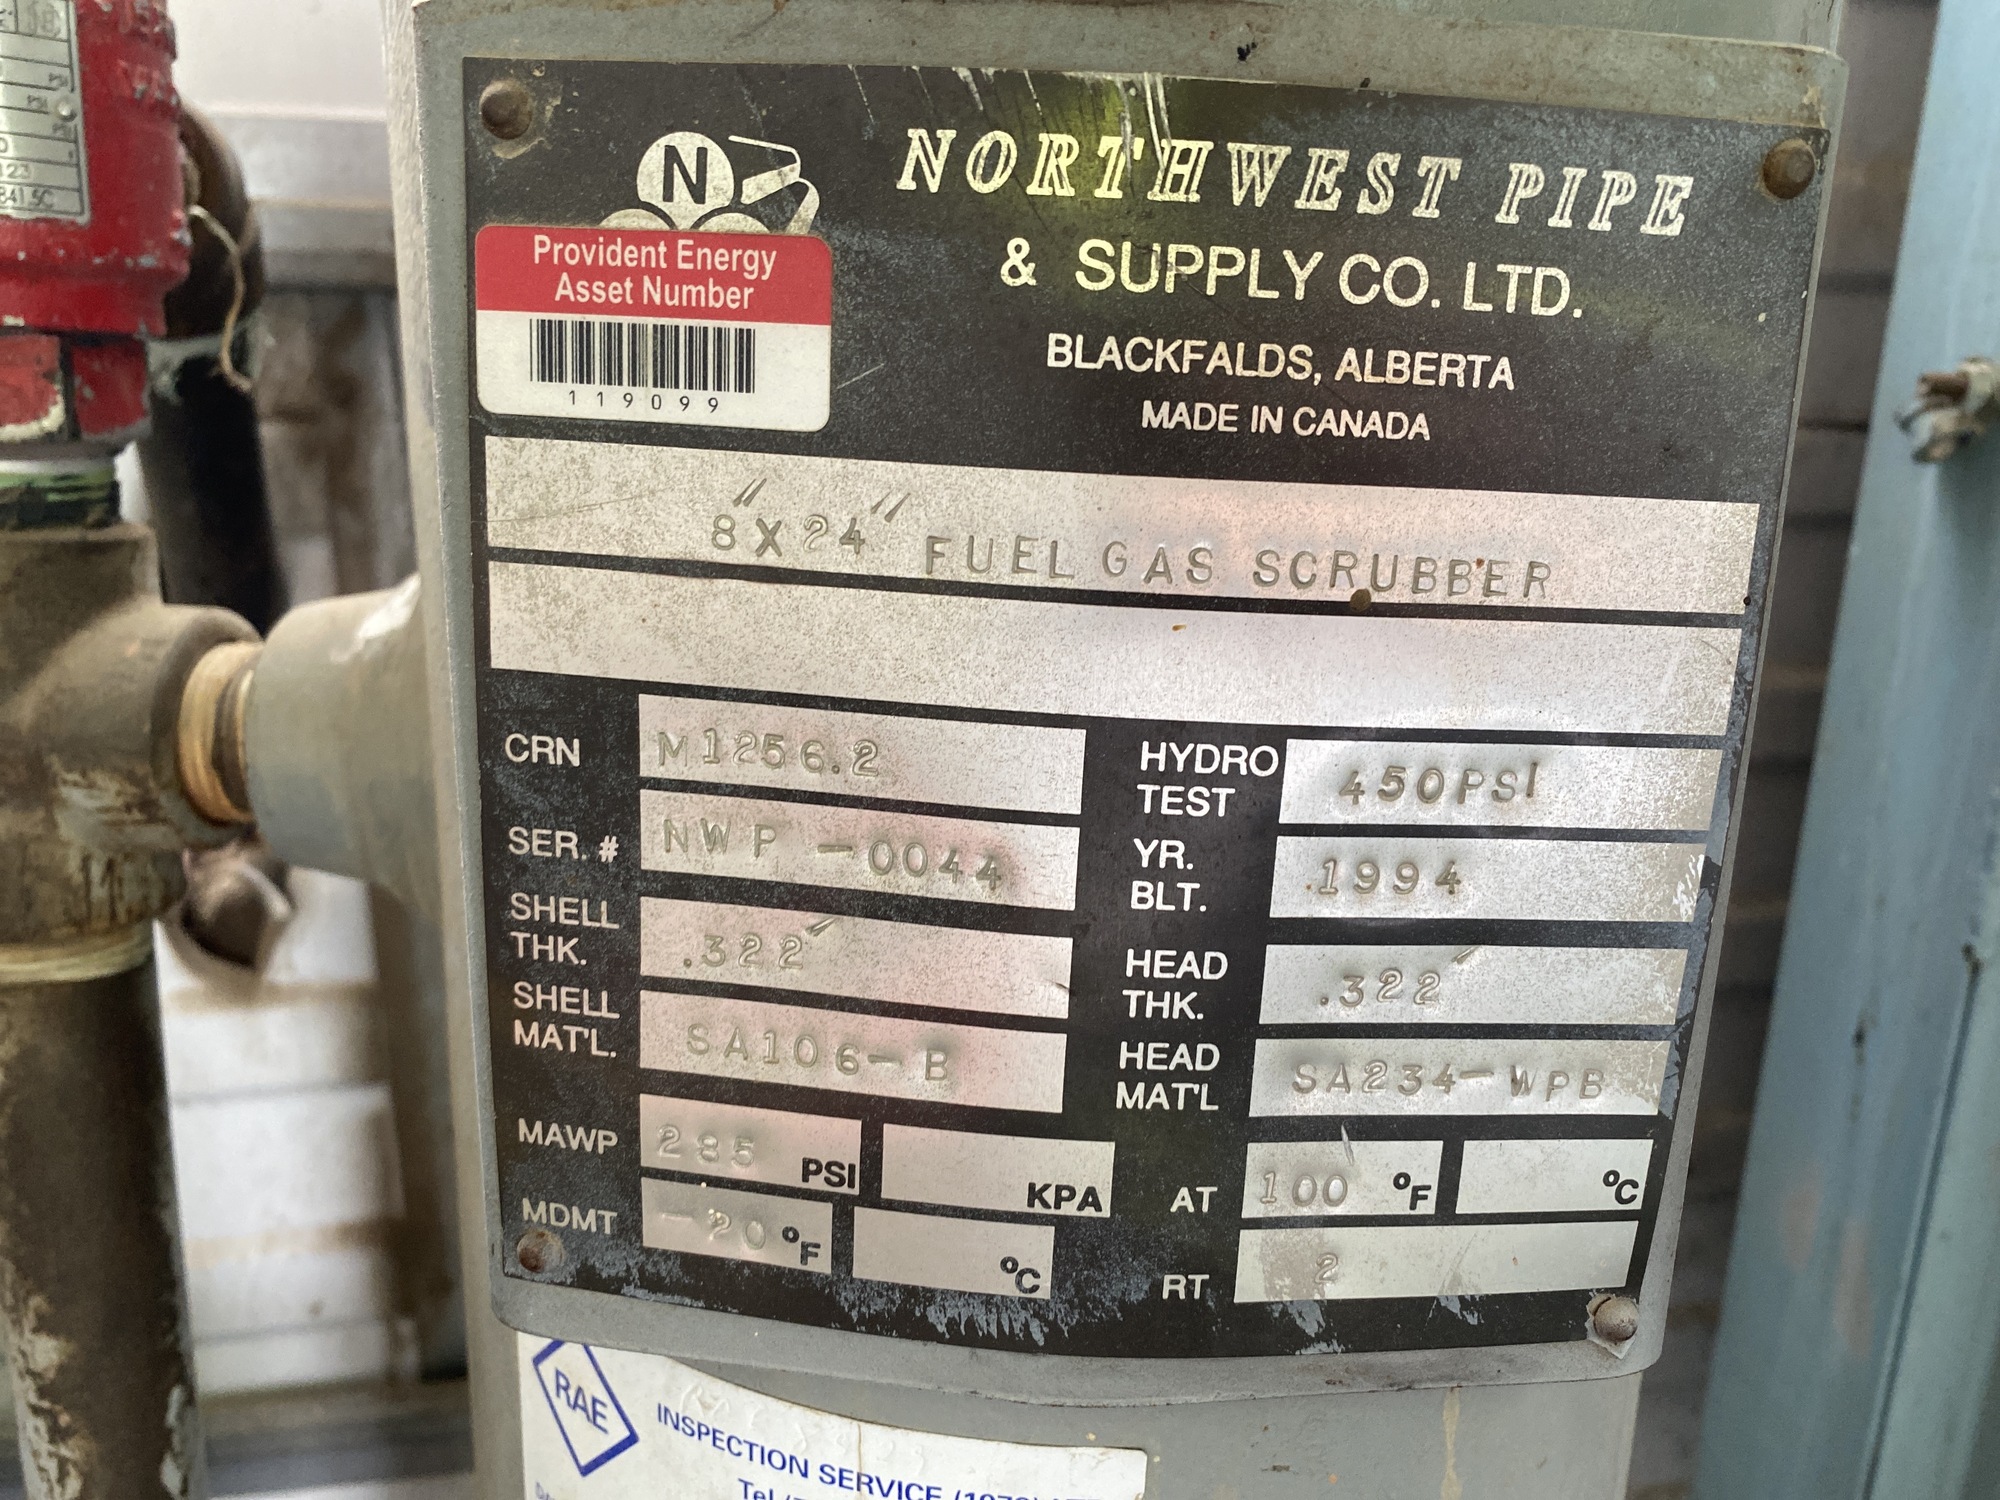 N
NORTHWEST PIPE
& SUPPLY CO. LTD.
BLACKFALDS, ALBERTA
MADE IN CANADA
Provident Energy
Asset Number
119099
8" X 24" FUEL GAS SCRUBBER
CRN M1256.2
HYDRO TEST 450PSI
SER. # NWP-0044
YR. BLT. 1994
SHELL THK. .322"
HEAD THK. .322"
SHELL MAT'L. SA106-B
HEAD MAT'L SA234-WPB
MAWP 285 PSI KPA AT 100 °F °C
MDMT -20 °F °C RT 2
RAE
INSPECTION SERVICE
Tel